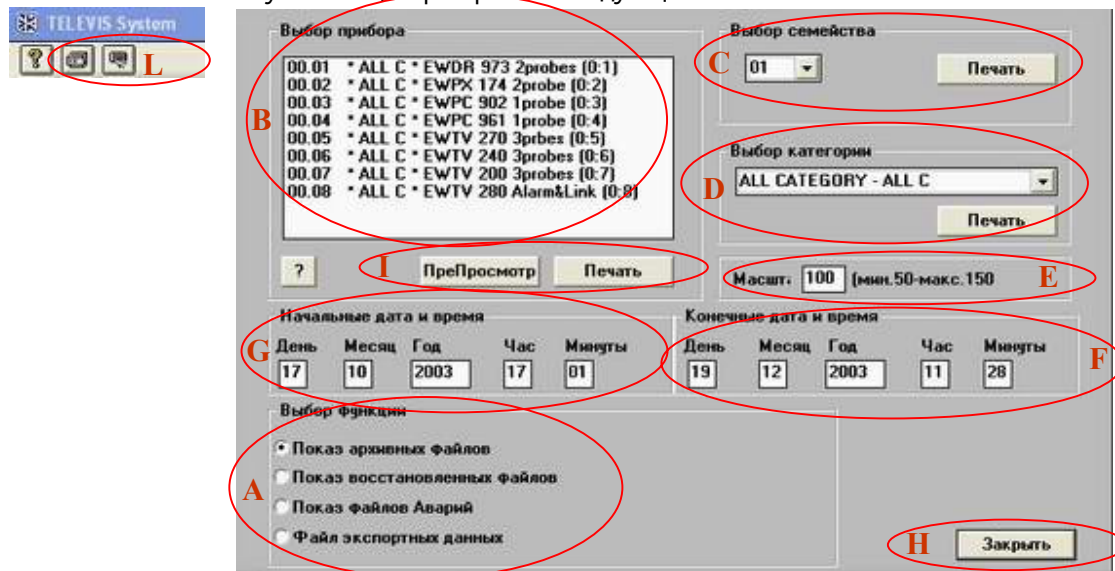 TELEVIS System
? L
Выбор прибора
00.01 * ALL C * EWDR 973 2probes (0:1)
00.02 * ALL C * EWPX 174 2probe (0:2)
00.03 * ALL C * EWPC 902 1probe (0:3)
00.04 * ALL C * EWPC 961 1probe (0:4)
00.05 * ALL C * EWTV 270 3prbes (0:5)
00.06 * ALL C * EWTV 240 3probes (0:6)
00.07 * ALL C * EWTV 200 3probes (0:7)
00.08 * ALL C * EWTV 280 Alarm&Link (0:8)
B
? I ПреПросмотр Печать
Выбор семейства
C 01 Печать
Выбор категории
D ALL CATEGORY - ALL C
Печать
Масшт. 100 (мин.50-макс.150 E
Начальные дата и время
G День Месяц Год Час Минуты
17 10 2003 17 01
Конечные дата и время
День Месяц Год Час Минуты F
19 12 2003 11 28
Выбор функции
Показ архивных файлов
Показ восстановленных файлов
A
Показ файлов Аварий
Файл экспортных данных
H Закрыть